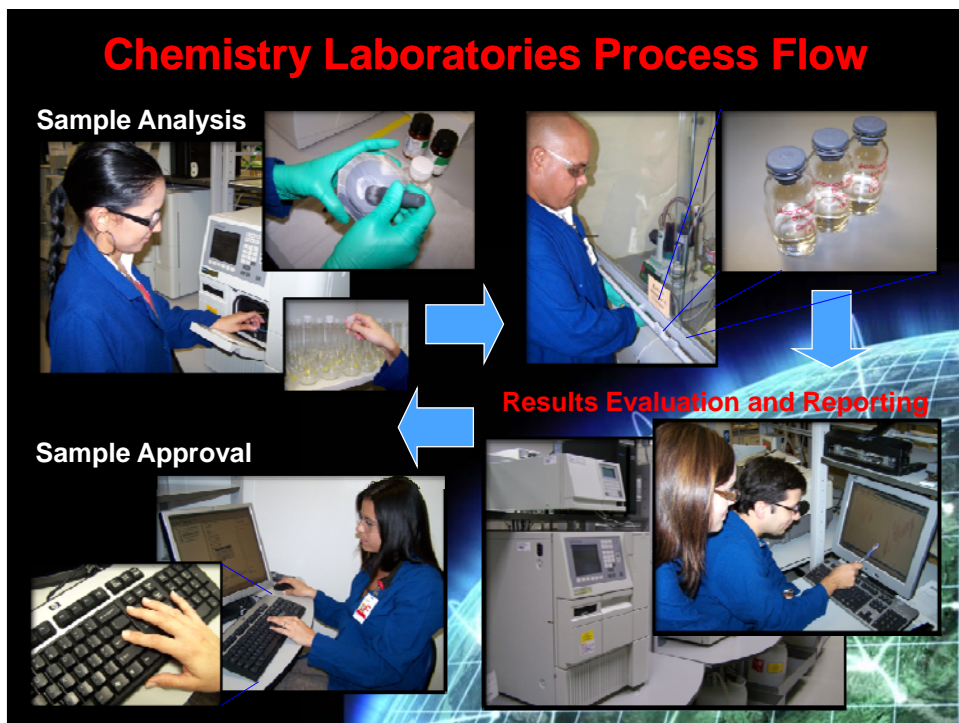 Chemistry Laboratories Process Flow
Sample Analysis
Results Evaluation and Reporting
Sample Approval